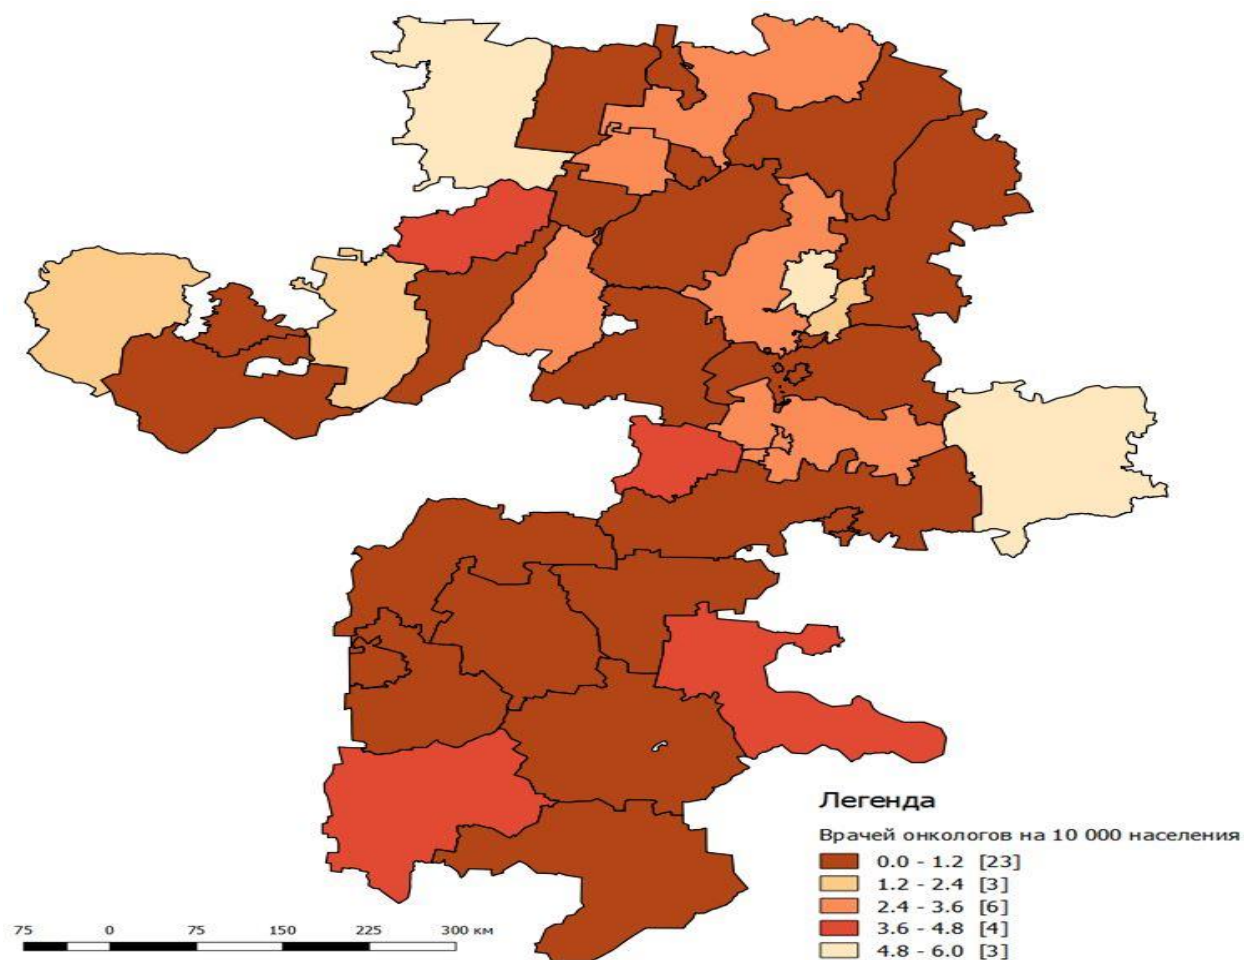 Легенда
Врачей онкологов на 10 000 населения
0.0 - 1.2 [23]
1.2 - 2.4 [3]
2.4 - 3.6 [6]
3.6 - 4.8 [4]
4.8 - 6.0 [3]
75 0 75 150 225 300 км